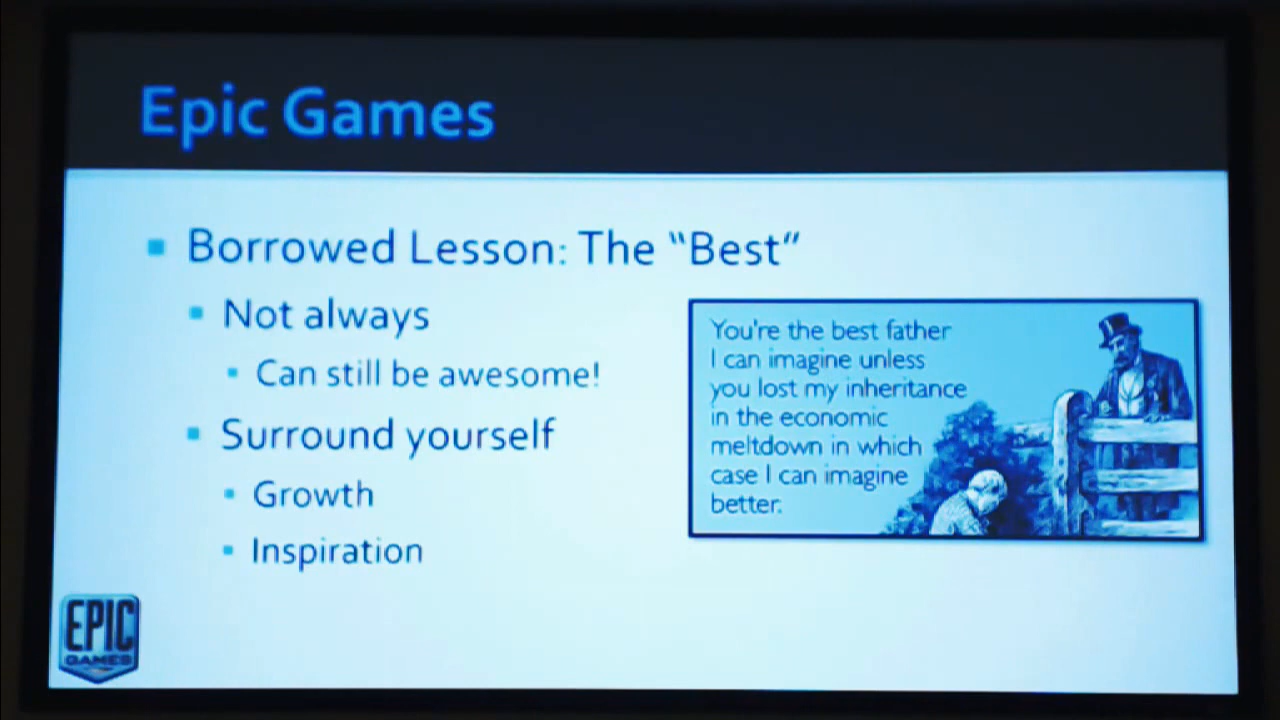 Epic Games
Borrowed Lesson: The “Best”
Not always
Can still be awesome!
Surround yourself
Growth
Inspiration
You're the best father
I can imagine unless
you lost my inheritance
in the economic
meltdown in which
case I can imagine
better.
EPIC
GAMES